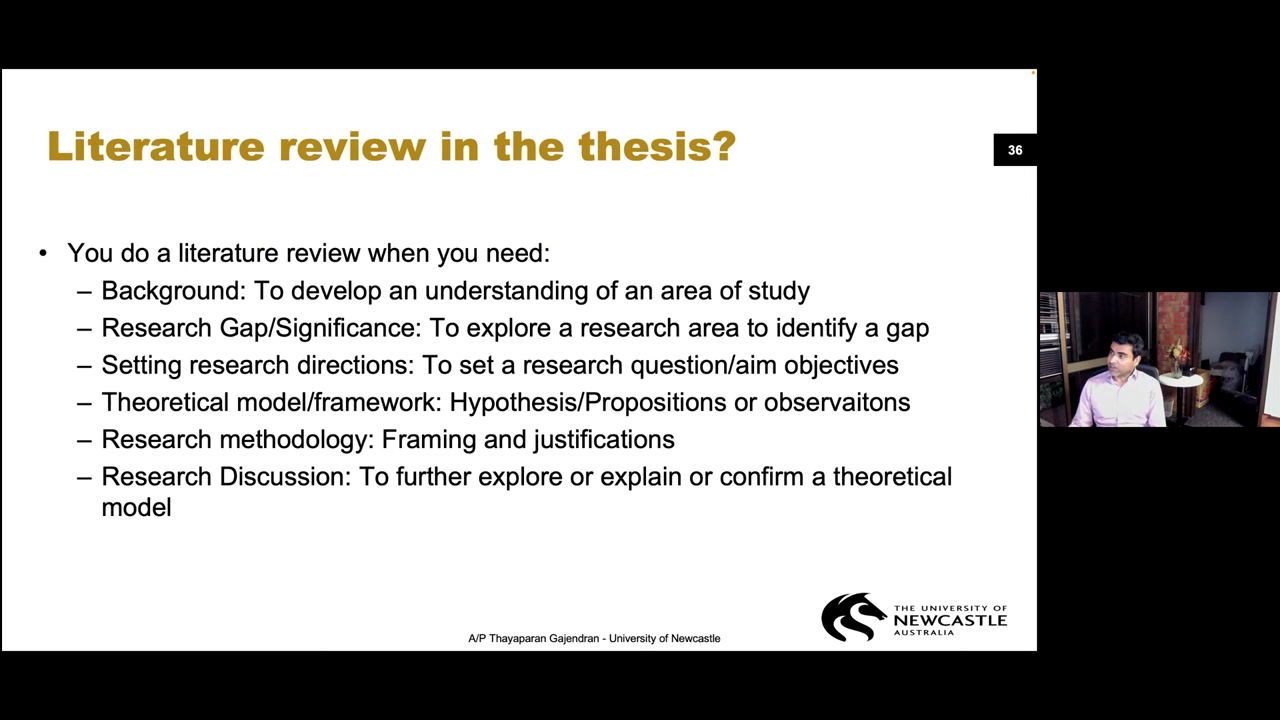 Literature review in the thesis?
36
• You do a literature review when you need:
– Background: To develop an understanding of an area of study
– Research Gap/Significance: To explore a research area to identify a gap
– Setting research directions: To set a research question/aim objectives
– Theoretical model/framework: Hypothesis/Propositions or observaitons
– Research methodology: Framing and justifications
– Research Discussion: To further explore or explain or confirm a theoretical
model
THE UNIVERSITY OF
NEWCASTLE
AUSTRALIA
A/P Thayaparan Gajendran - University of Newcastle